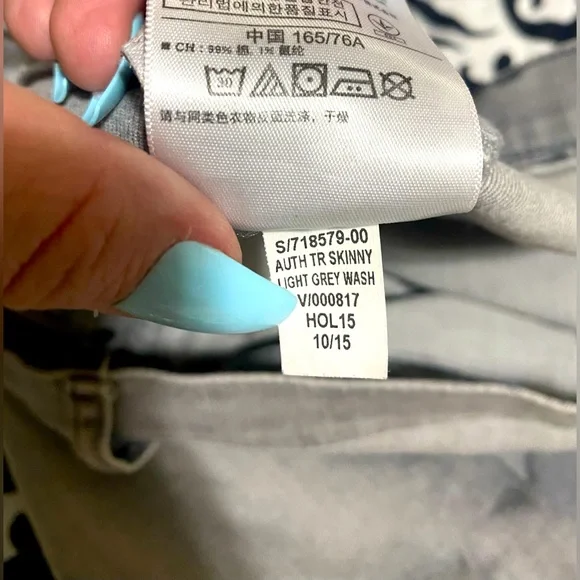 관리법에의한품질표시
中国 165/76A
■ CH: 99% 棉, 1% 氨纶
30
请与同类色衣物反面洗涤, 干燥
S/718579-00
AUTH TR SKINNY
LIGHT GREY WASH
V/000817
HOL15
10/15